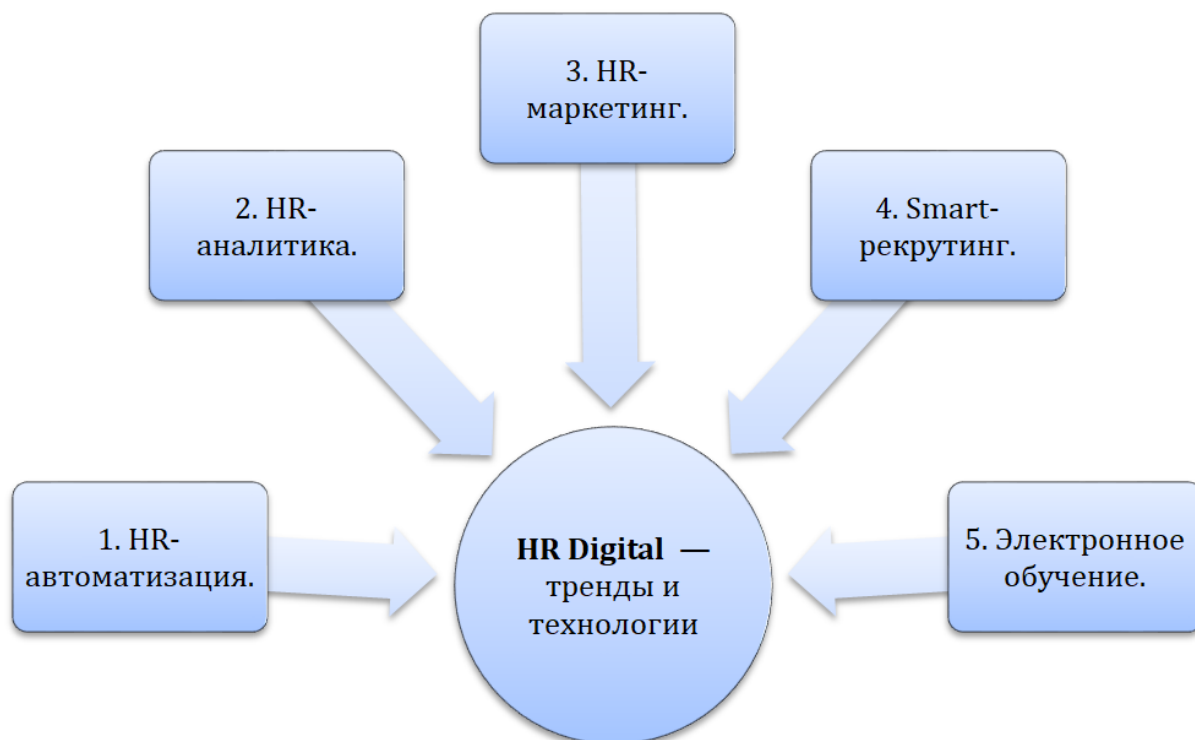 3. HR-
маркетинг.
2. HR-
аналитика.
4. Smart-
рекрутинг.
1. HR-
автоматизация.
HR Digital —
тренды и
технологии
5. Электронное
обучение.